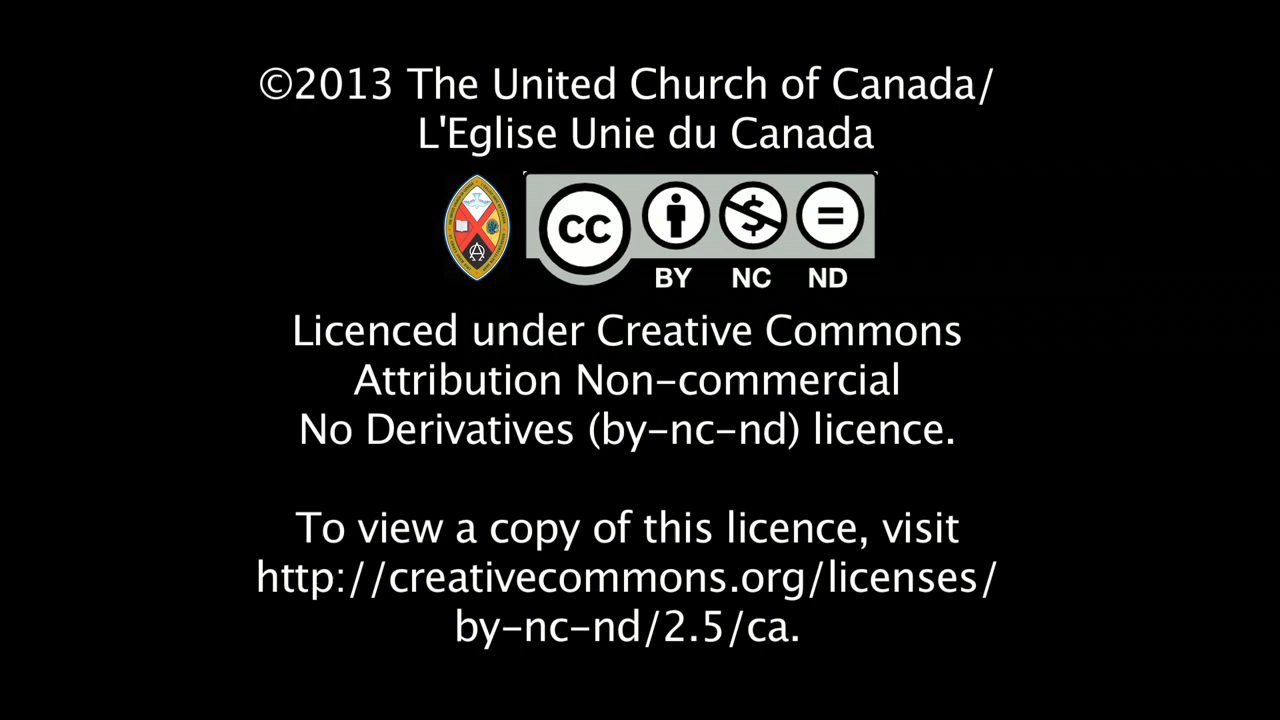 ©2013 The United Church of Canada/
L'Eglise Unie du Canada
cc
BY NC ND
Licenced under Creative Commons
Attribution Non-commercial
No Derivatives (by-nc-nd) licence.
To view a copy of this licence, visit
http://creativecommons.org/licenses/
by-nc-nd/2.5/ca.